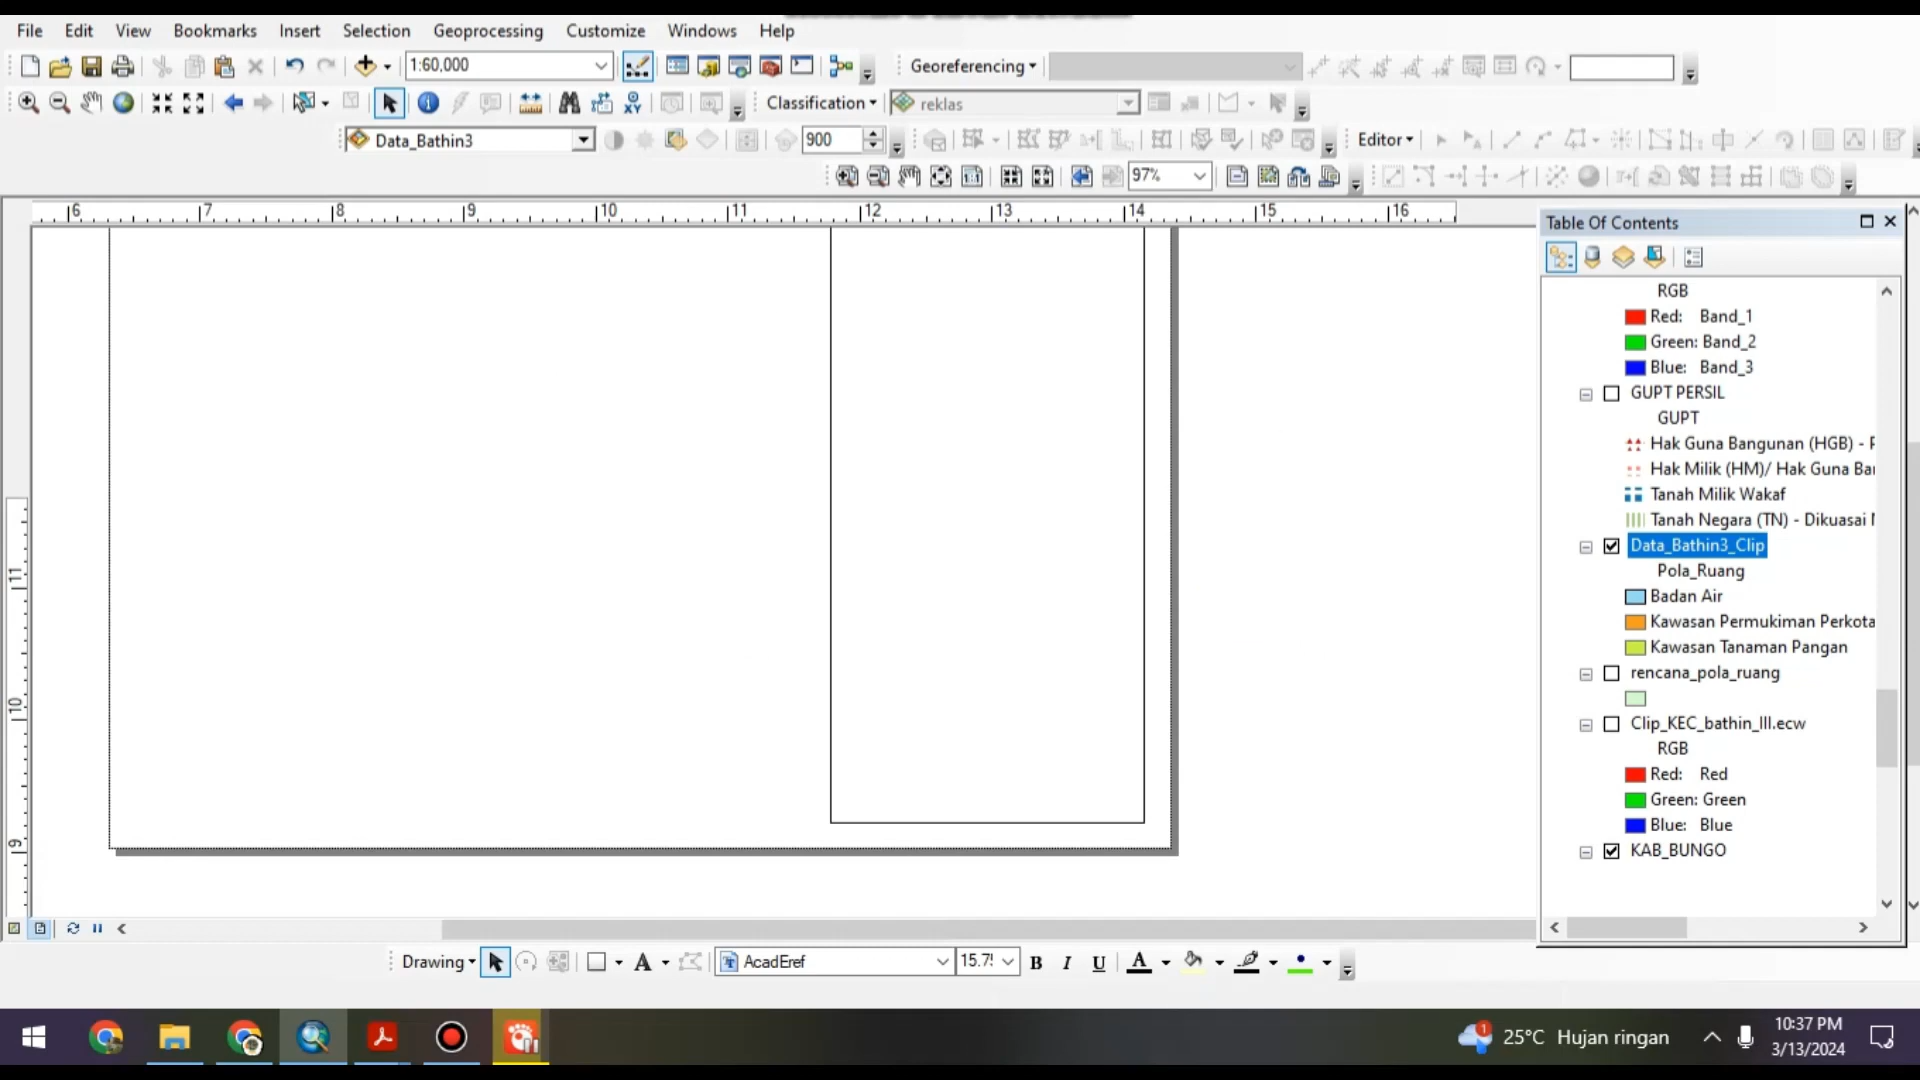 File Edit View Bookmarks Insert Selection Geoprocessing Customize Windows Help
1:60,000 Georeferencing
Classification reklas
Data_Bathin3 900 Editor
97%
6 7 8 9 10 11 12 13 14 15 16
Table Of Contents
RGB
Red: Band_1
Green: Band_2
Blue: Band_3
GUPT PERSIL
GUPT
Hak Guna Bangunan (HGB) - P
Hak Milik (HM)/ Hak Guna Ba
Tanah Milik Wakaf
Tanah Negara (TN) - Dikuasai
Data_Bathin3_Clip
Pola_Ruang
Badan Air
Kawasan Permukiman Perkota
Kawasan Tanaman Pangan
rencana_pola_ruang
Clip_KEC_bathin_III.ecw
RGB
Red: Red
Green: Green
Blue: Blue
KAB_BUNGO
11
10
9
Drawing A AcadEref 15.7 B I U A
1
25°C Hujan ringan
10:37 PM
3/13/2024